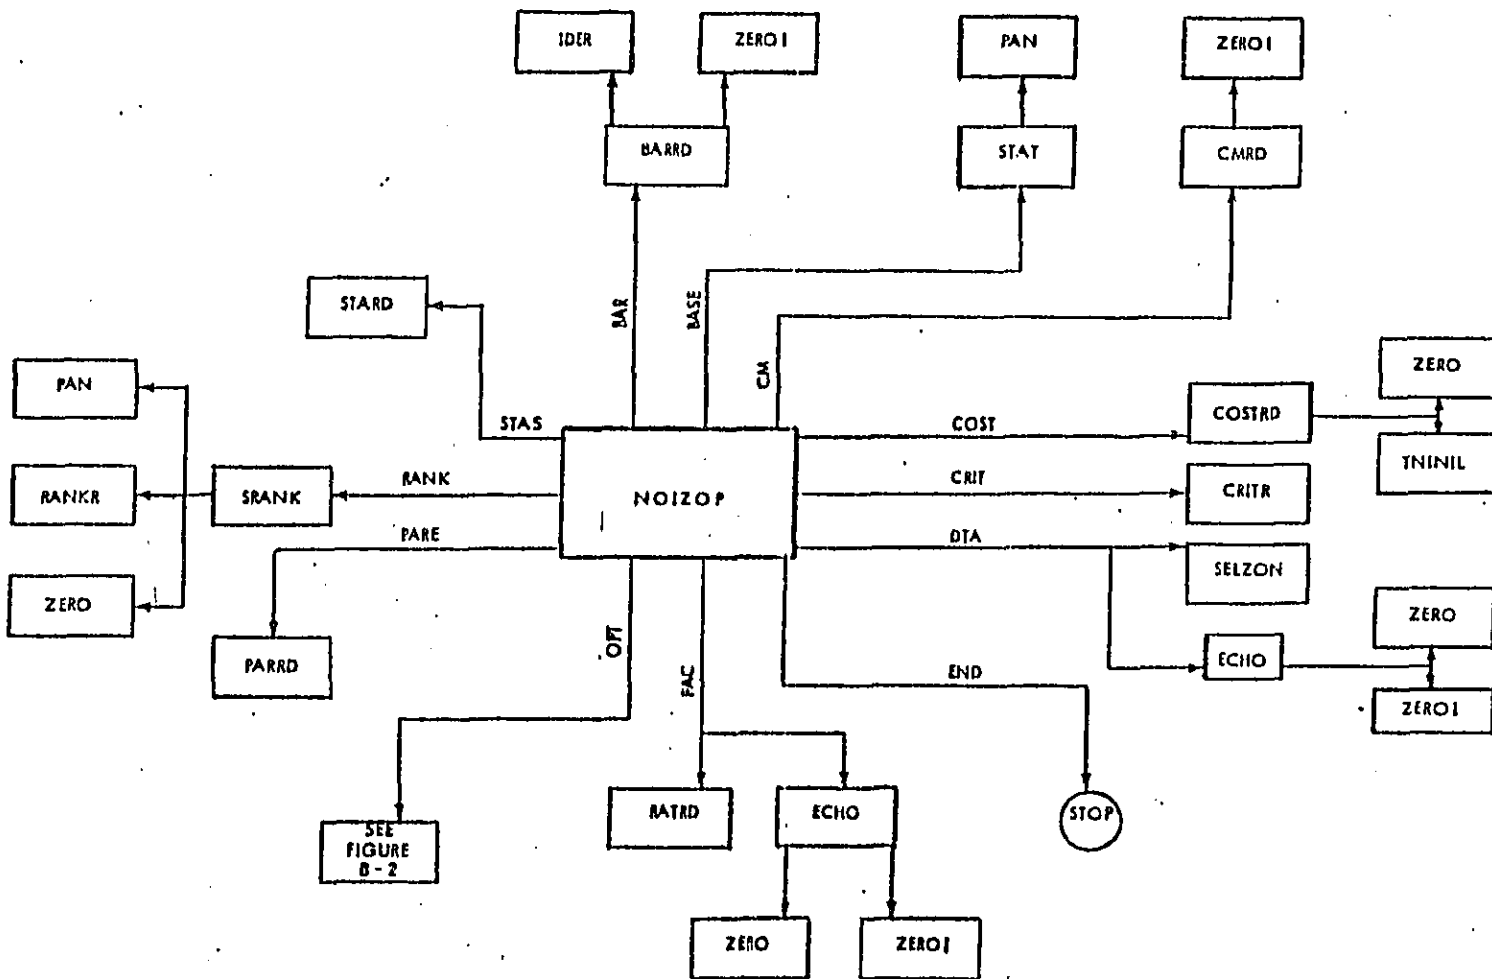 IDER
ZERO1
PAN
ZERO1
BARRD
STAT
CMRD
STARD
BAR
BASE
CM
PAN
ZERO
STAS
COST
COSTRD
TNINIL
RANKR
SRANK
RANK
NOIZOP
CRIT
CRITR
PARE
DTA
SELZON
ZERO
ZERO
PARRD
OPT
FAC
END
ECHO
ZERO1
RATRD
ECHO
STOP
SEE
FIGURE
B-2
ZERO
ZERO1